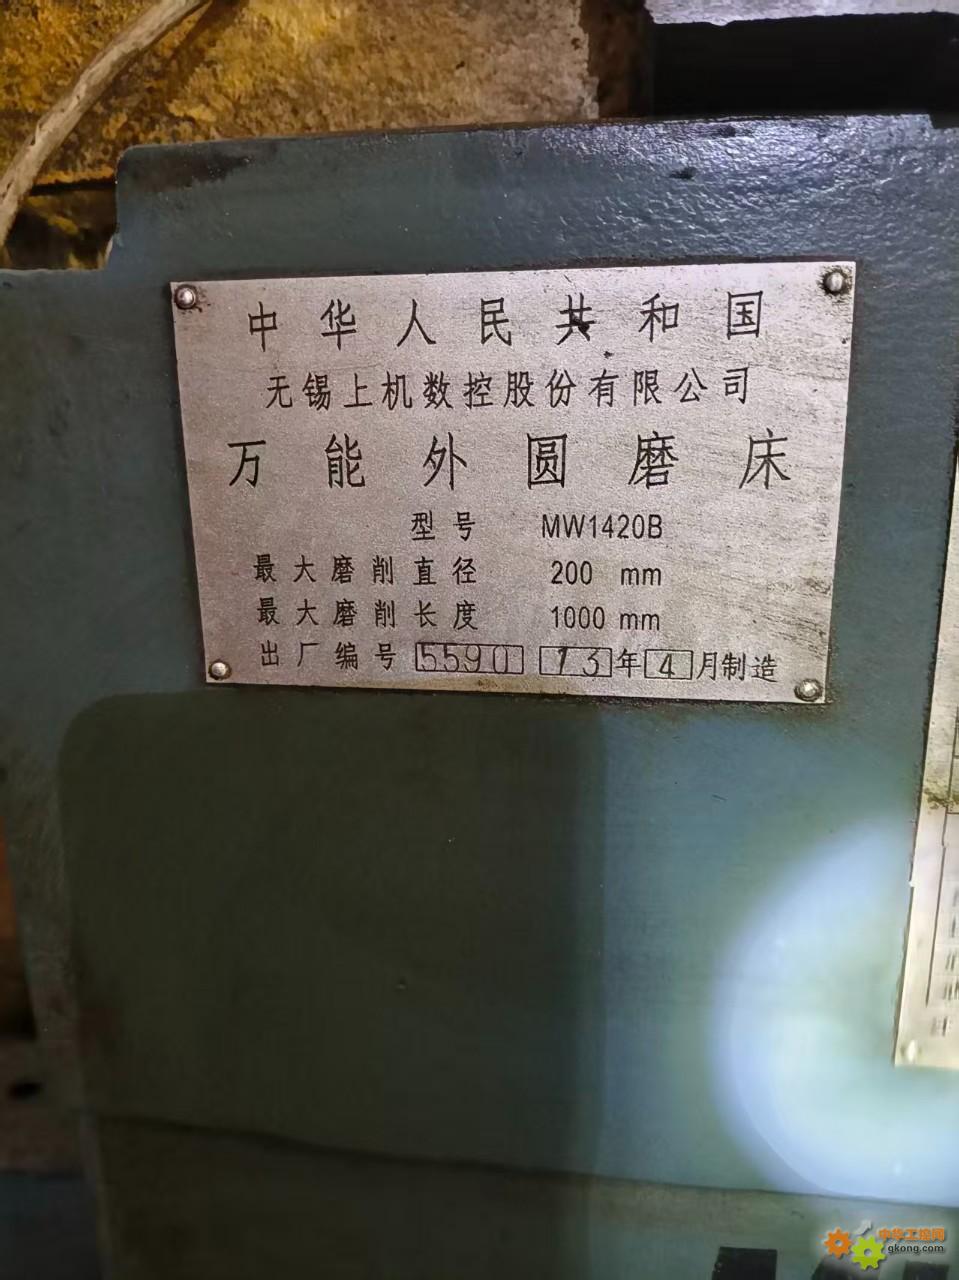 中华人民共和国
无锡上机数控股份有限公司
万能外圆磨床
型号 MW1420B
最大磨削直径 200 mm
最大磨削长度 1000 mm
出厂编号 5590 13年4月制造
中华工控网
gkong.com